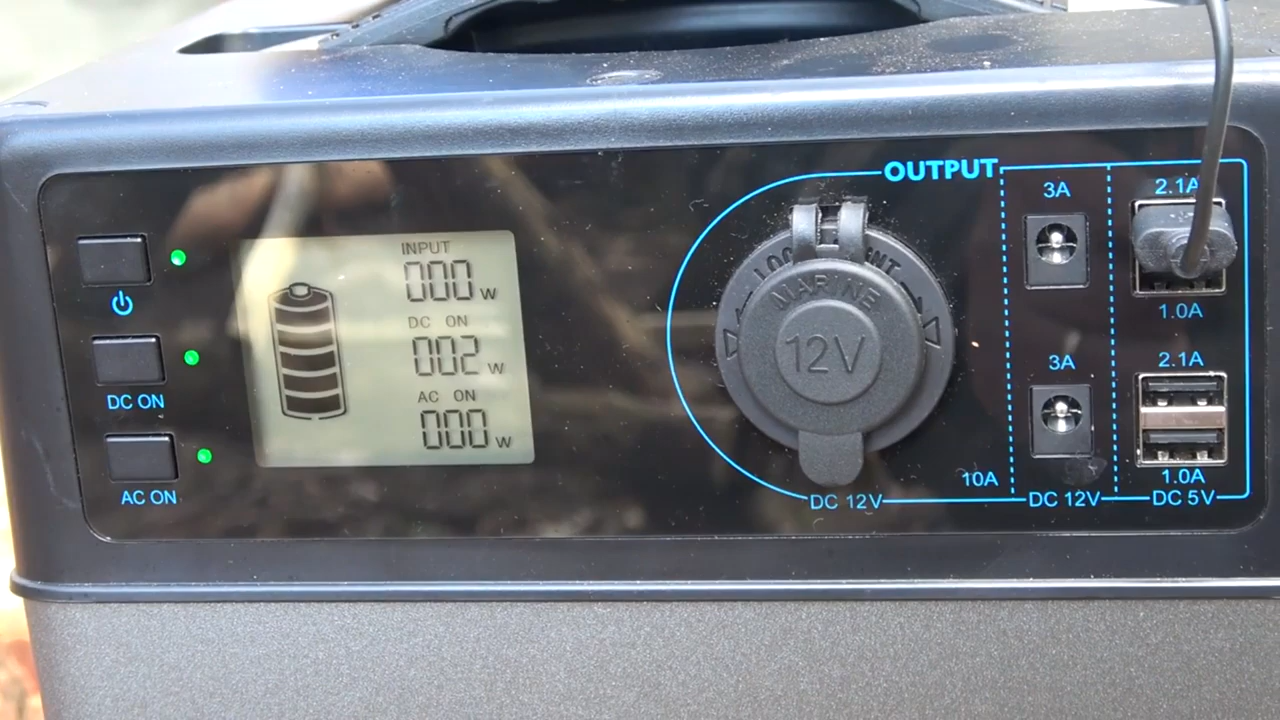 OUTPUT
INPUT
000 W
DC ON
002 W
AC ON
000 W
DC ON
AC ON
MARINE
12V
10A
DC 12V
3A
3A
DC 12V
2.1A
1.0A
2.1A
1.0A
DC 5V